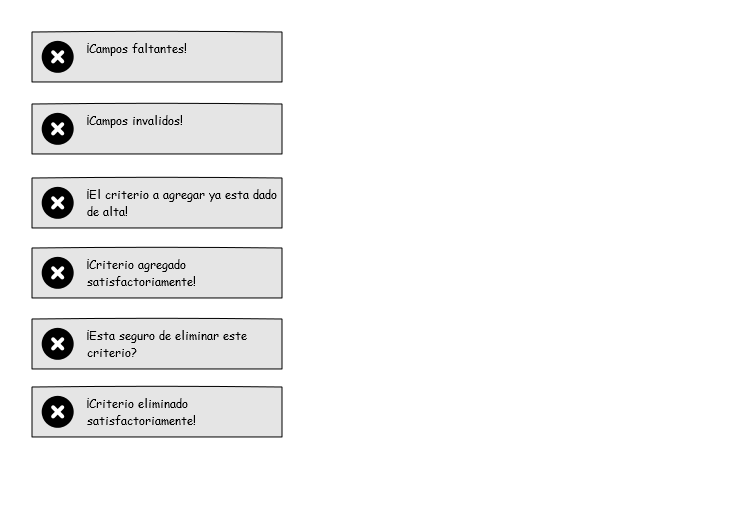 ¡Campos faltantes!
¡Campos invalidos!
¡El criterio a agregar ya esta dado
de alta!
¡Criterio agregado
satisfactoriamente!
¡Esta seguro de eliminar este
criterio?
¡Criterio eliminado
satisfactoriamente!